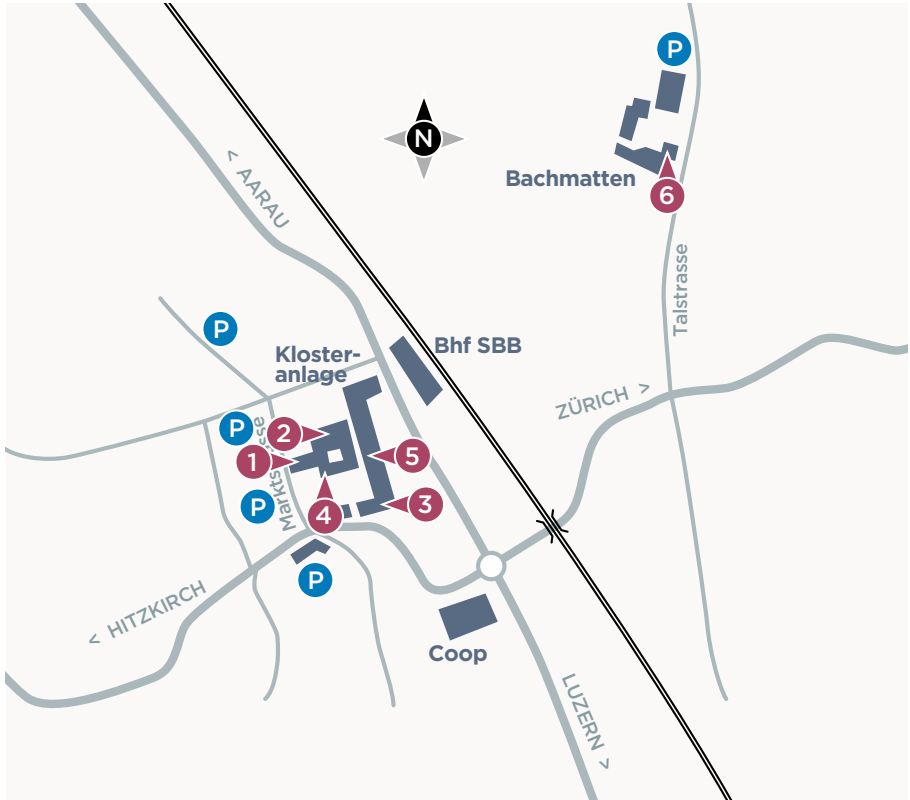 P
N
< AARAU
Bachmatten
6
Talstrasse
P
Kloster-
anlage
Bhf SBB
ZÜRICH >
P
2
1
5
Marktstrasse
P
3
4
P
< HITZKIRCH
Coop
LUZERN >